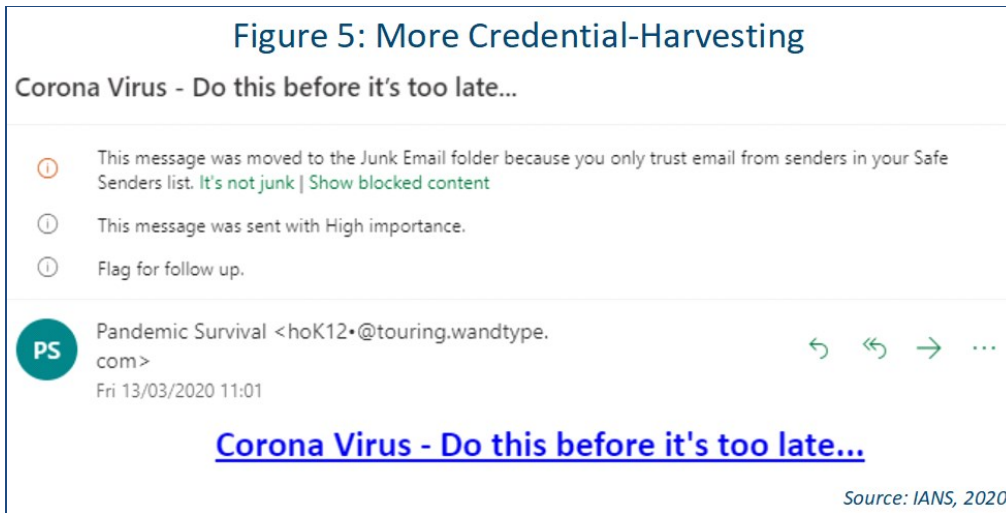 Figure 5: More Credential-Harvesting
Corona Virus - Do this before it’s too late...
This message was moved to the Junk Email folder because you only trust email from senders in your Safe
Senders list. It's not junk | Show blocked content
This message was sent with High importance.
Flag for follow up.
PS
Pandemic Survival <hoK12•@touring.wandtype.
com>
Fri 13/03/2020 11:01
Corona Virus - Do this before it's too late...
Source: IANS, 2020